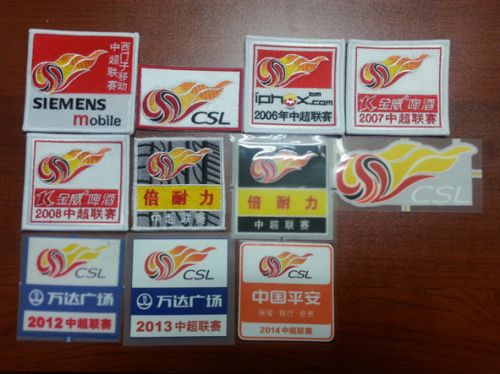 西门子移动
中超联赛
SIEMENS
mobile
CSL
iphox.com
2006年中超联赛
金威啤酒
2007中超联赛
金威啤酒
2008中超联赛
倍耐力
中超联赛
倍耐力
中超联赛
CSL
CSL
万达广场
2012中超联赛
CSL
万达广场
2013中超联赛
CSL
中国平安
保险·银行·投资
2014中超联赛